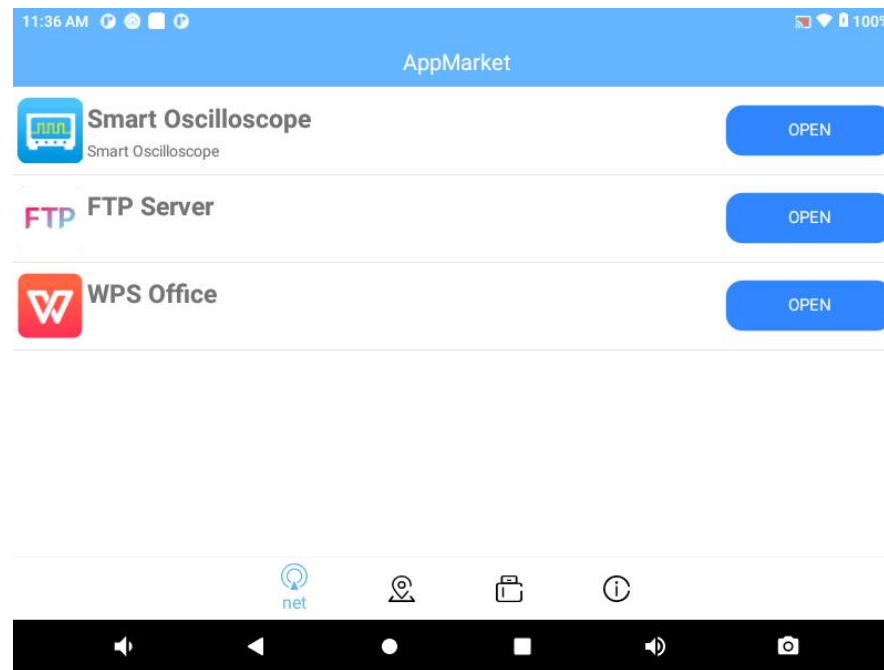 11:36 AM 100%
AppMarket
Smart Oscilloscope
Smart Oscilloscope
OPEN
FTP
FTP Server
OPEN
WPS Office
OPEN
net